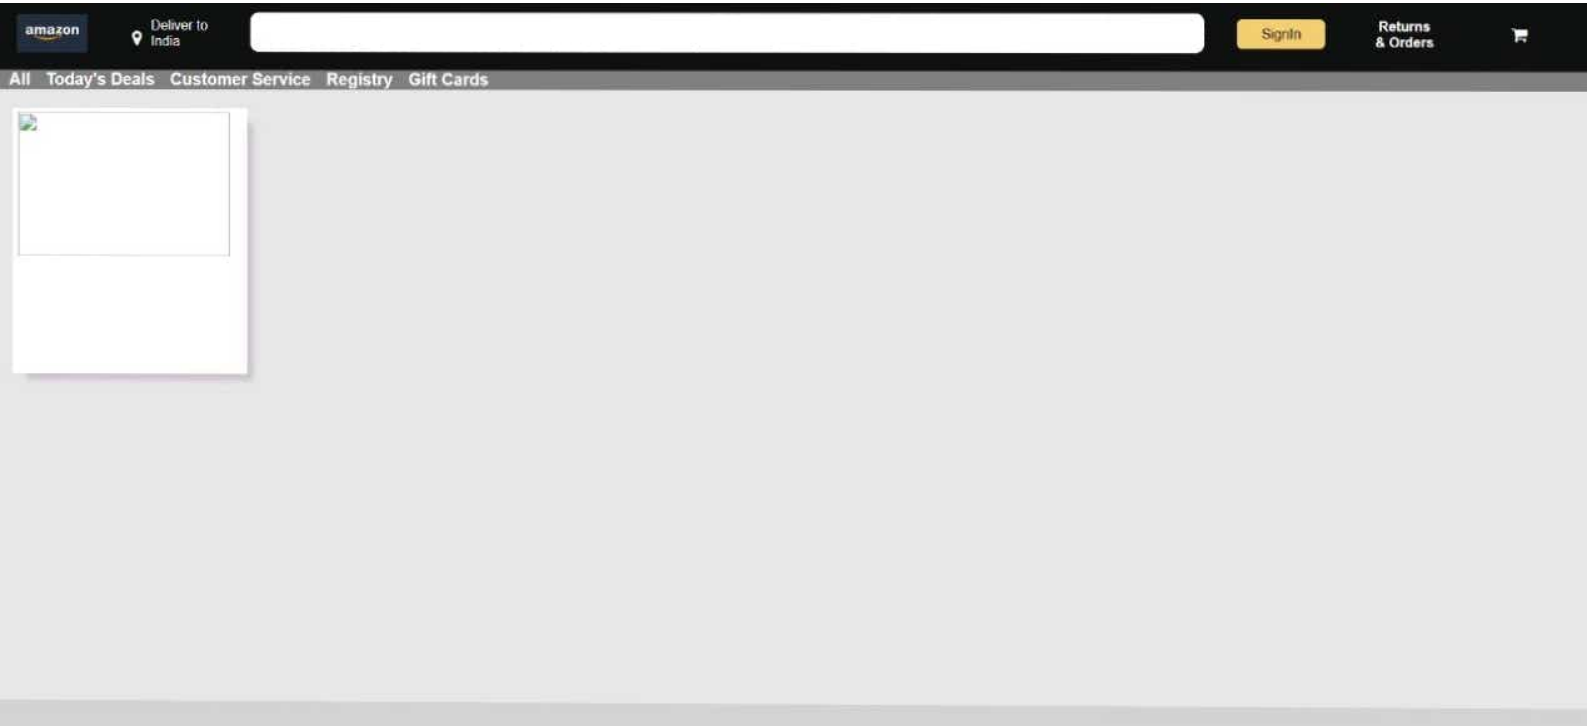 amazon
Deliver to
India
SignIn
Returns
& Orders
All Today's Deals Customer Service Registry Gift Cards